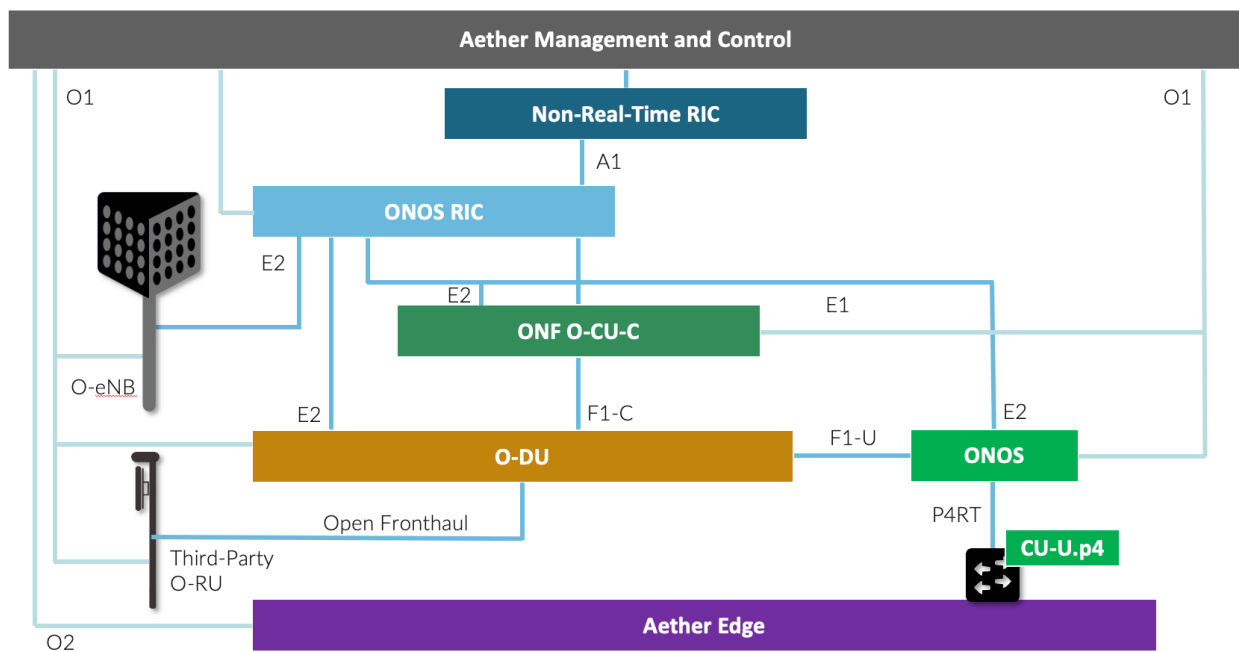 Aether Management and Control
O1
O1
Non-Real-Time RIC
A1
ONOS RIC
E2
E2
E1
ONF O-CU-C
O-eNB
E2
F1-C
E2
F1-U
O-DU
ONOS
P4RT
Open Fronthaul
CU-U.p4
Third-Party
O-RU
Aether Edge
O2